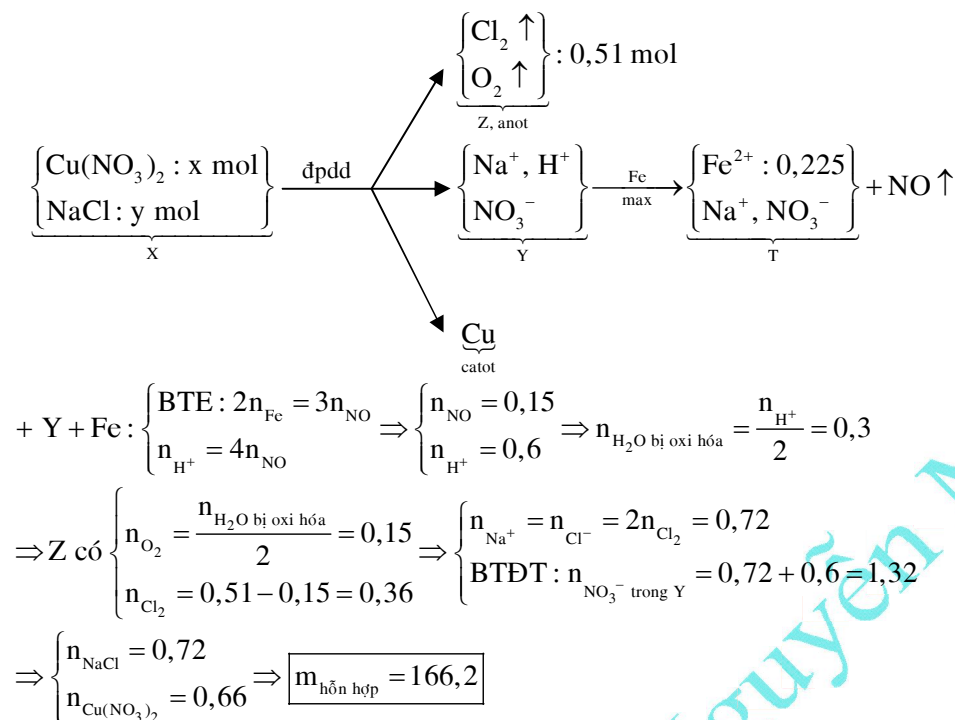 {Cl₂ ↑
O₂ ↑} : 0,51 mol
Z, anot
{Cu(NO₃)₂ : x mol
NaCl : y mol}
X
đpdd
{Na⁺, H⁺
NO₃⁻}
Y
Fe
max
{Fe²⁺ : 0,225
Na⁺, NO₃⁻} + NO ↑
T
Cu
catot
+ Y + Fe : {BTE : 2n_Fe = 3n_NO ⇒ {n_NO = 0,15
n_H⁺ = 4n_NO ⇒ {n_H⁺ = 0,6 ⇒ n_H₂O bị oxi hóa = n_H⁺/2 = 0,3
⇒ Z có {n_O₂ = n_H₂O bị oxi hóa/2 = 0,15 ⇒ {n_Na⁺ = n_Cl⁻ = 2n_Cl₂ = 0,72
n_Cl₂ = 0,51 − 0,15 = 0,36 {BTĐT : n_NO₃⁻ trong Y = 0,72 + 0,6 = 1,32
⇒ {n_NaCl = 0,72
n_Cu(NO₃)₂ = 0,66 ⇒ m_hỗn hợp = 166,2